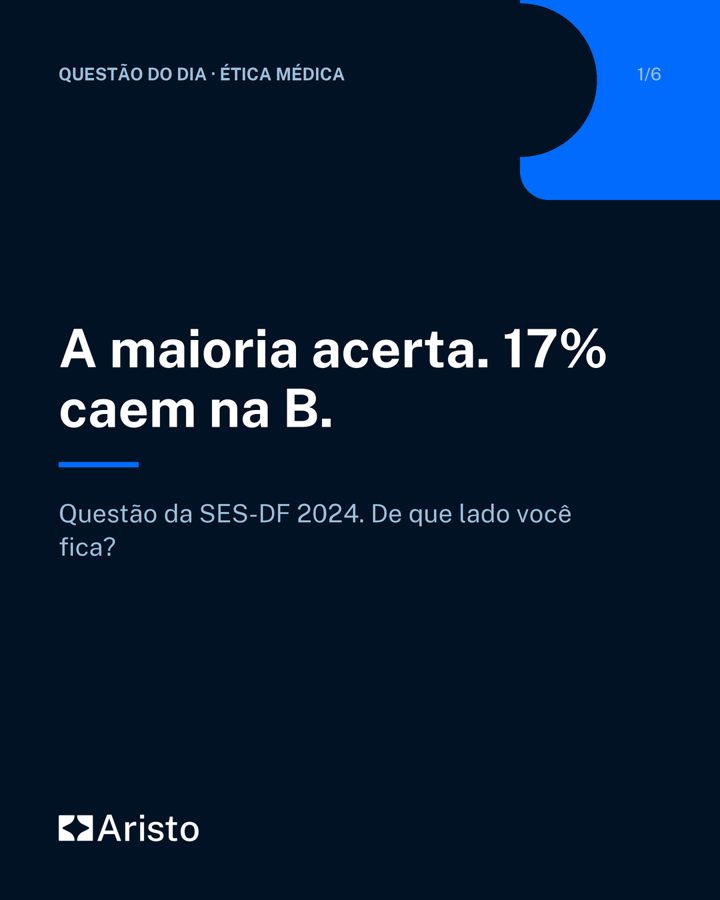 QUESTÃO DO DIA · ÉTICA MÉDICA
1/6
A maioria acerta. 17%
caem na B.
Questão da SES-DF 2024. De que lado você
fica?
Aristo